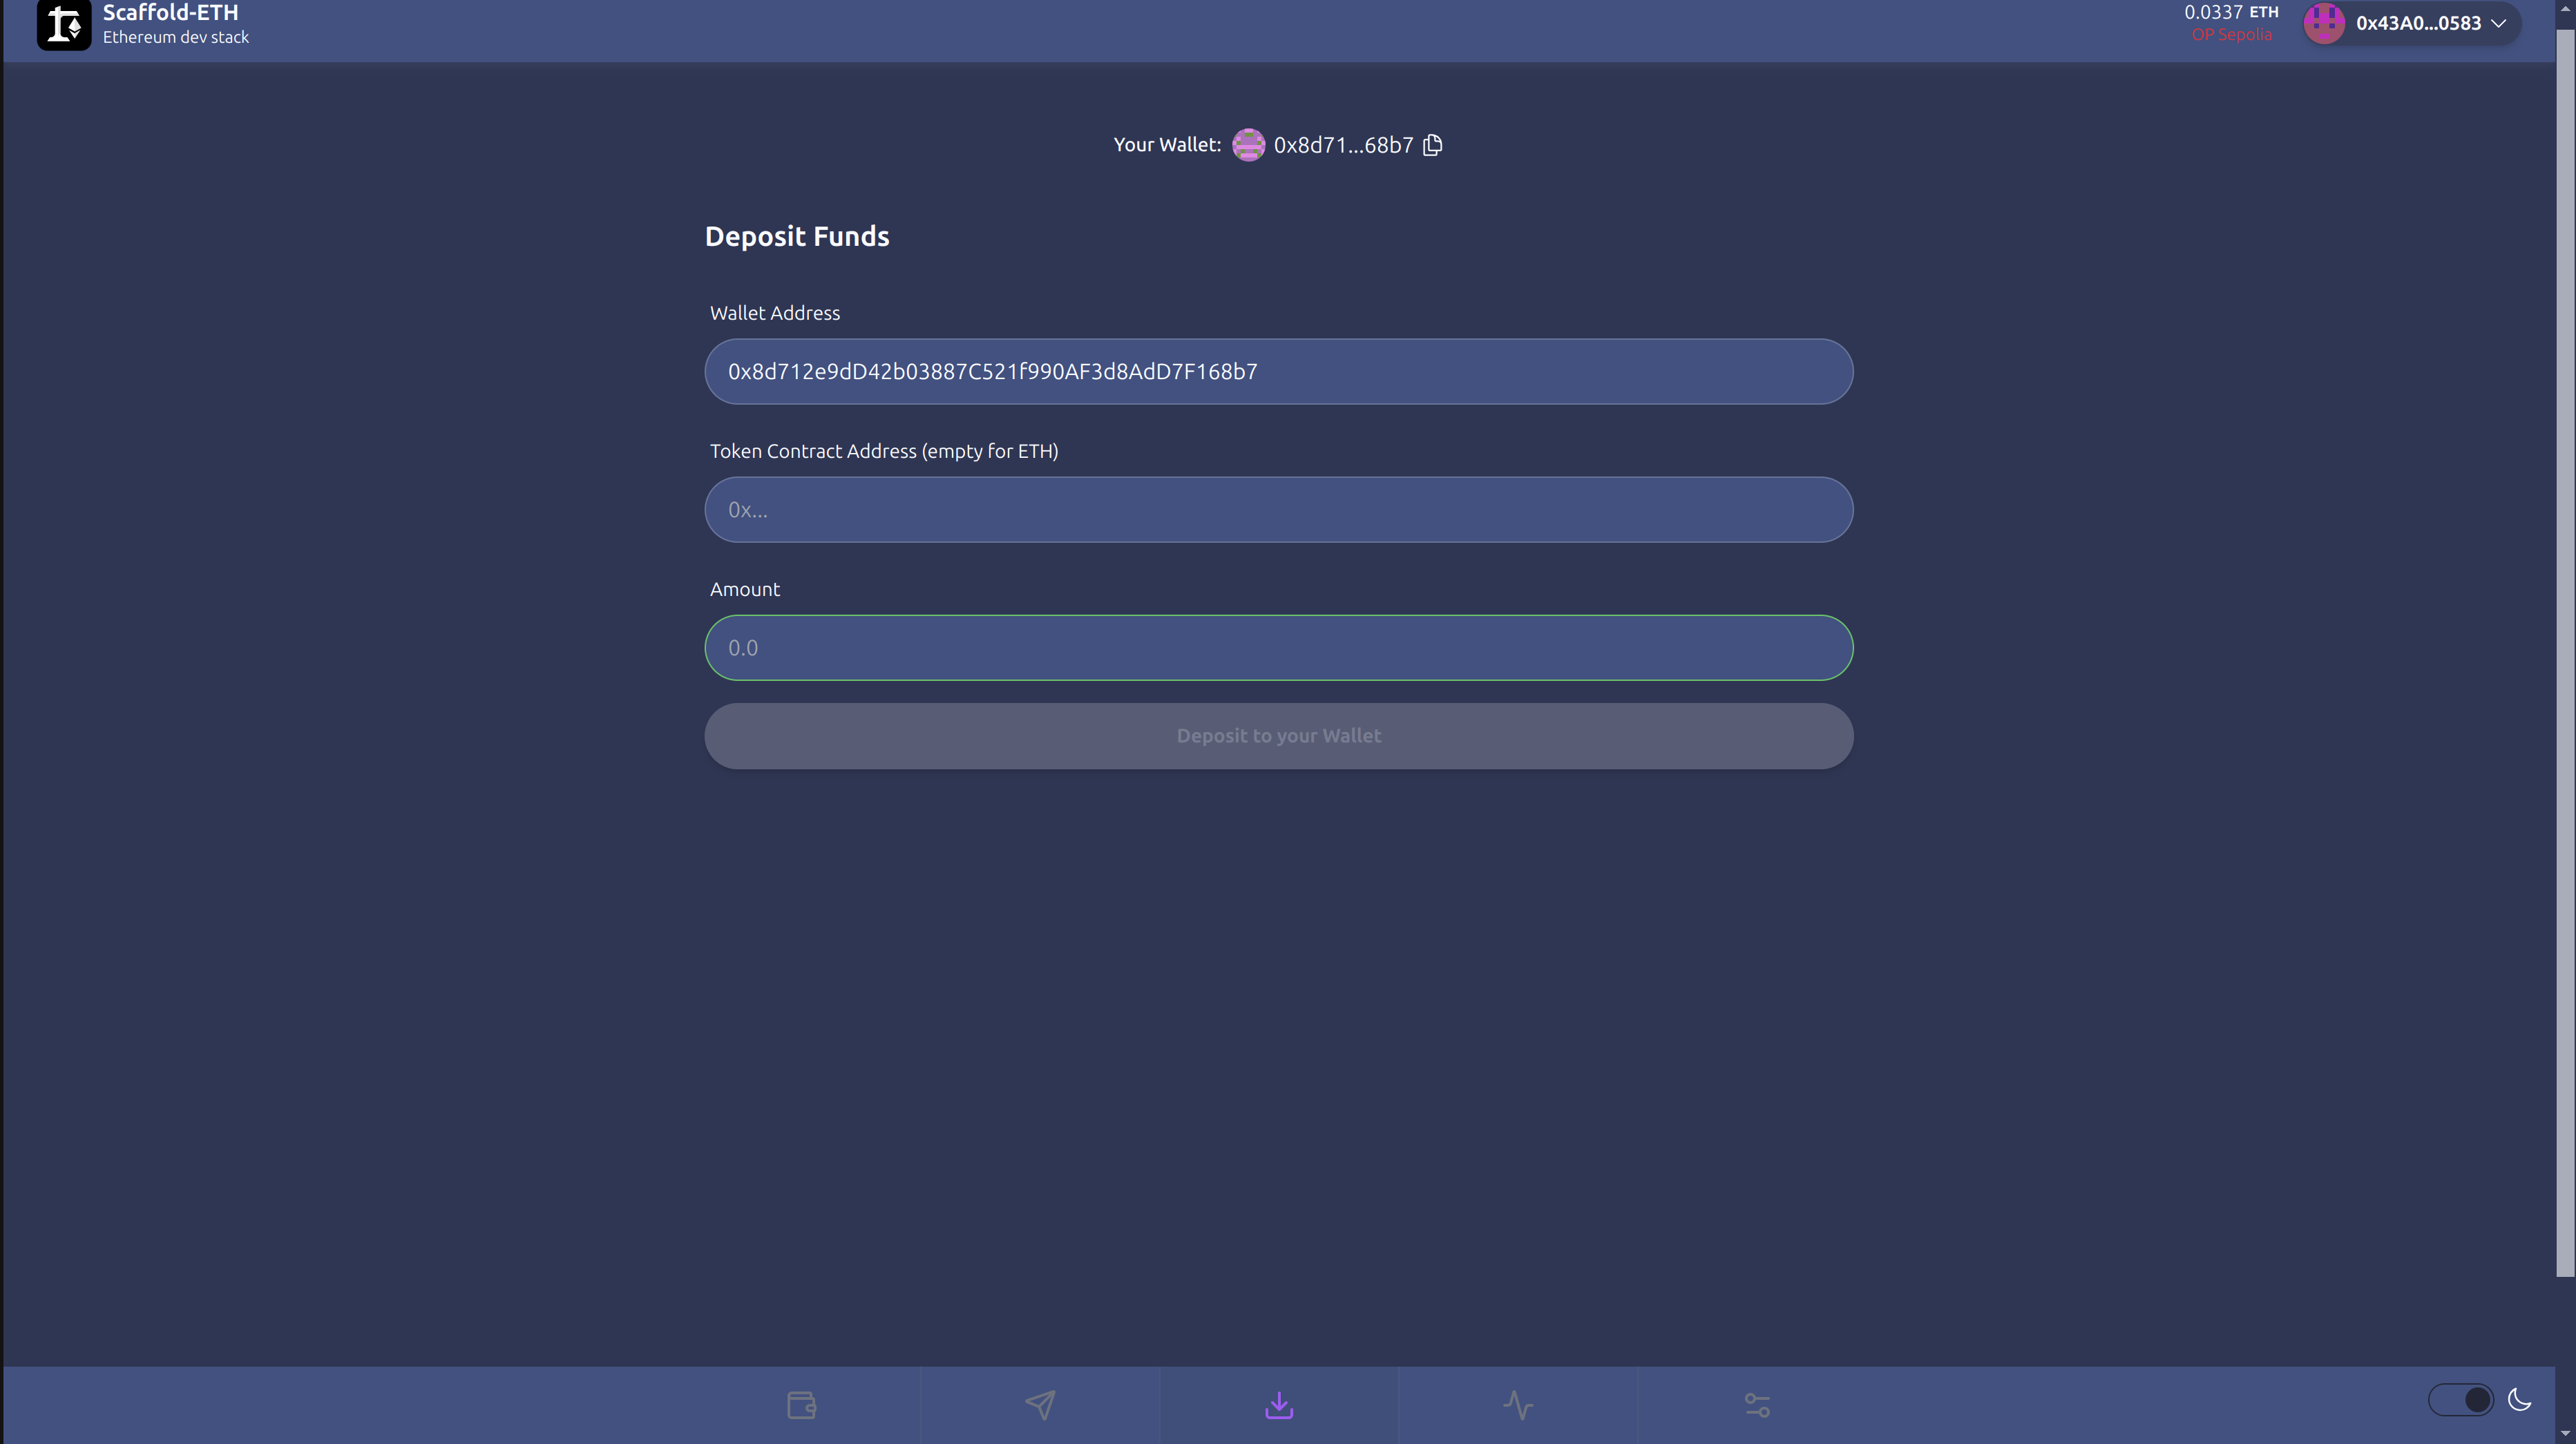 Scaffold-ETH
Ethereum dev stack
0.0337 ETH
OP Sepolia
0x43A0...0583
Your Wallet: 0x8d71...68b7
Deposit Funds
Wallet Address
0x8d712e9dD42b03887C521f990AF3d8AdD7F168b7
Token Contract Address (empty for ETH)
0x...
Amount
0.0
Deposit to your Wallet